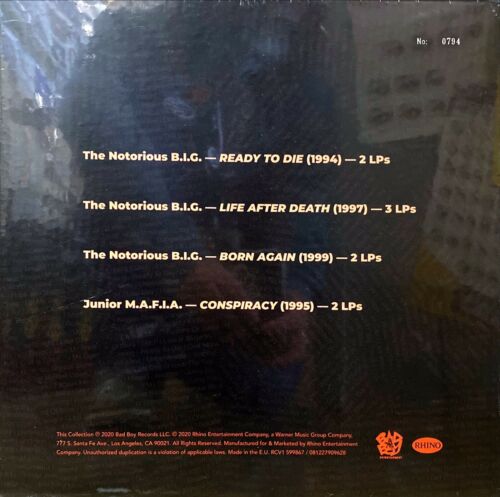 No: 0794
The Notorious B.I.G. — READY TO DIE (1994) — 2 LPs
The Notorious B.I.G. — LIFE AFTER DEATH (1997) — 3 LPs
The Notorious B.I.G. — BORN AGAIN (1999) — 2 LPs
Junior M.A.F.I.A. — CONSPIRACY (1995) — 2 LPs
This Collection ℗ 2020 Bad Boy Records LLC. © 2020 Rhino Entertainment Company, a Warner Music Group Company,
777 S. Santa Fe Ave., Los Angeles, CA 90021. All Rights Reserved. Manufactured for & Marketed by Rhino Entertainment
Company. Unauthorized duplication is a violation of applicable laws. Made in the E.U. RCV1 599867 / 081227909628
BAD
BOY
ENTERTAINMENT
RHINO